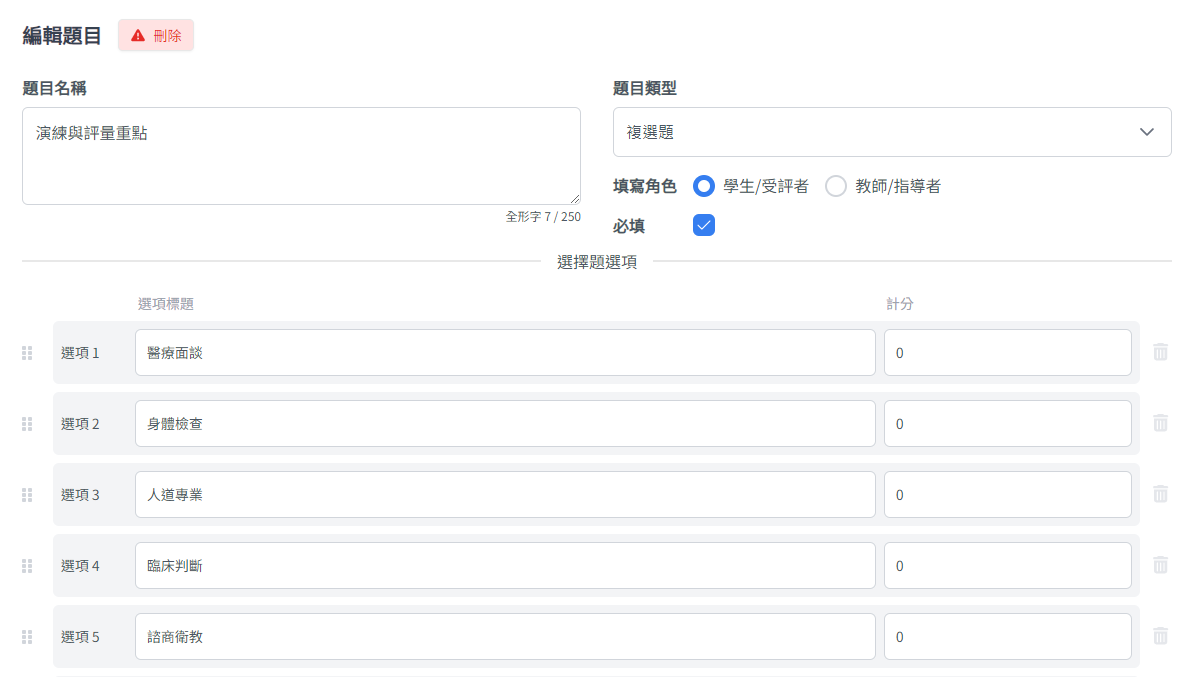 編輯題目 刪除
題目名稱 題目類型
演練與評量重點 複選題
填寫角色 學生/受評者 教師/指導者
全形字 7 / 250
必填
選擇題選項
選項標題 計分
選項 1 醫療面談 0
選項 2 身體檢查 0
選項 3 人道專業 0
選項 4 臨床判斷 0
選項 5 諮商衛教 0